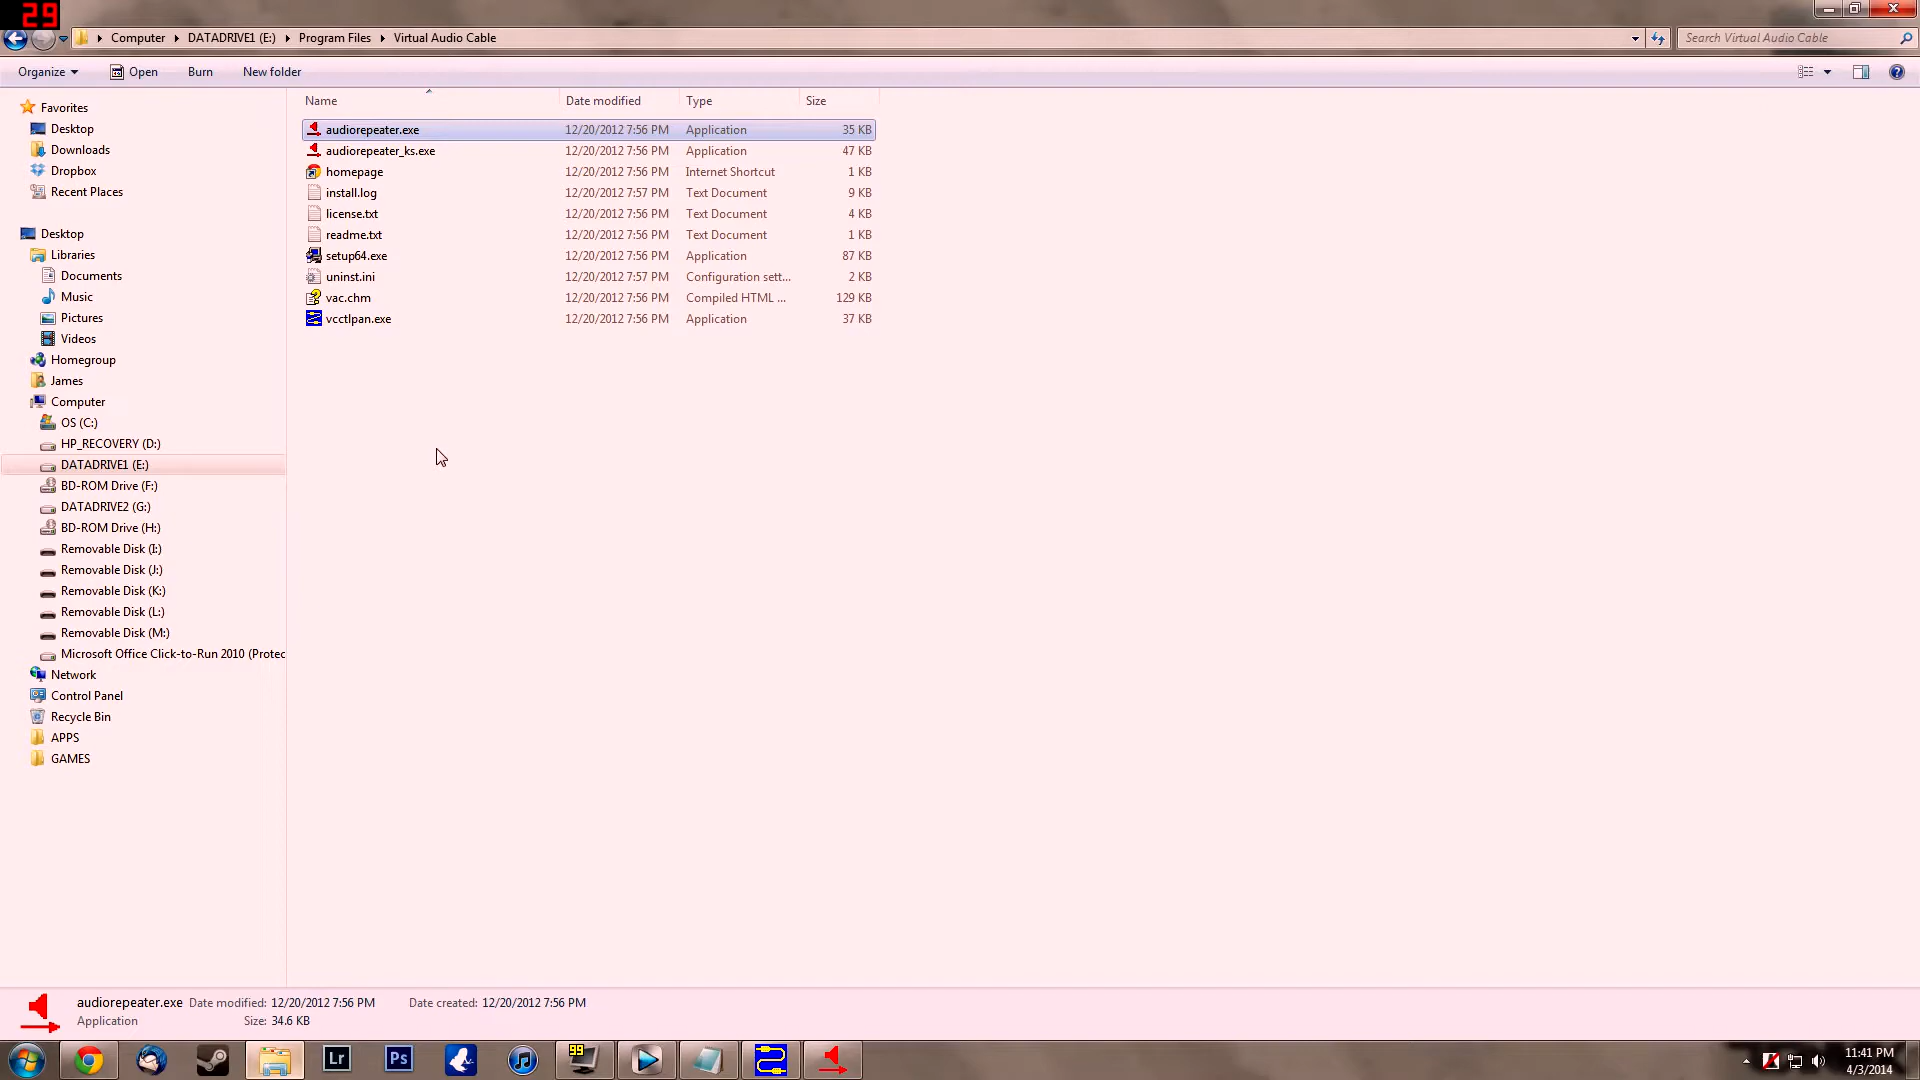 29
Computer DATADRIVE1 (E:) Program Files Virtual Audio Cable Search Virtual Audio Cable
Organize Open Burn New folder
Name Date modified Type Size
audiorepeater.exe 12/20/2012 7:56 PM Application 35 KB
audiorepeater_ks.exe 12/20/2012 7:56 PM Application 47 KB
homepage 12/20/2012 7:56 PM Internet Shortcut 1 KB
install.log 12/20/2012 7:57 PM Text Document 9 KB
license.txt 12/20/2012 7:56 PM Text Document 4 KB
readme.txt 12/20/2012 7:56 PM Text Document 1 KB
setup64.exe 12/20/2012 7:56 PM Application 87 KB
uninst.ini 12/20/2012 7:57 PM Configuration sett... 2 KB
vac.chm 12/20/2012 7:56 PM Compiled HTML ... 129 KB
vcctlpan.exe 12/20/2012 7:56 PM Application 37 KB
Favorites
Desktop
Downloads
Dropbox
Recent Places
Desktop
Libraries
Documents
Music
Pictures
Videos
Homegroup
James
Computer
OS (C:)
HP_RECOVERY (D:)
DATADRIVE1 (E:)
BD-ROM Drive (F:)
DATADRIVE2 (G:)
BD-ROM Drive (H:)
Removable Disk (I:)
Removable Disk (J:)
Removable Disk (K:)
Removable Disk (L:)
Removable Disk (M:)
Microsoft Office Click-to-Run 2010 (Protec
Network
Control Panel
Recycle Bin
APPS
GAMES
audiorepeater.exe Date modified: 12/20/2012 7:56 PM Date created: 12/20/2012 7:56 PM
Application Size: 34.6 KB
Lr Ps 99
11:41 PM
4/3/2014